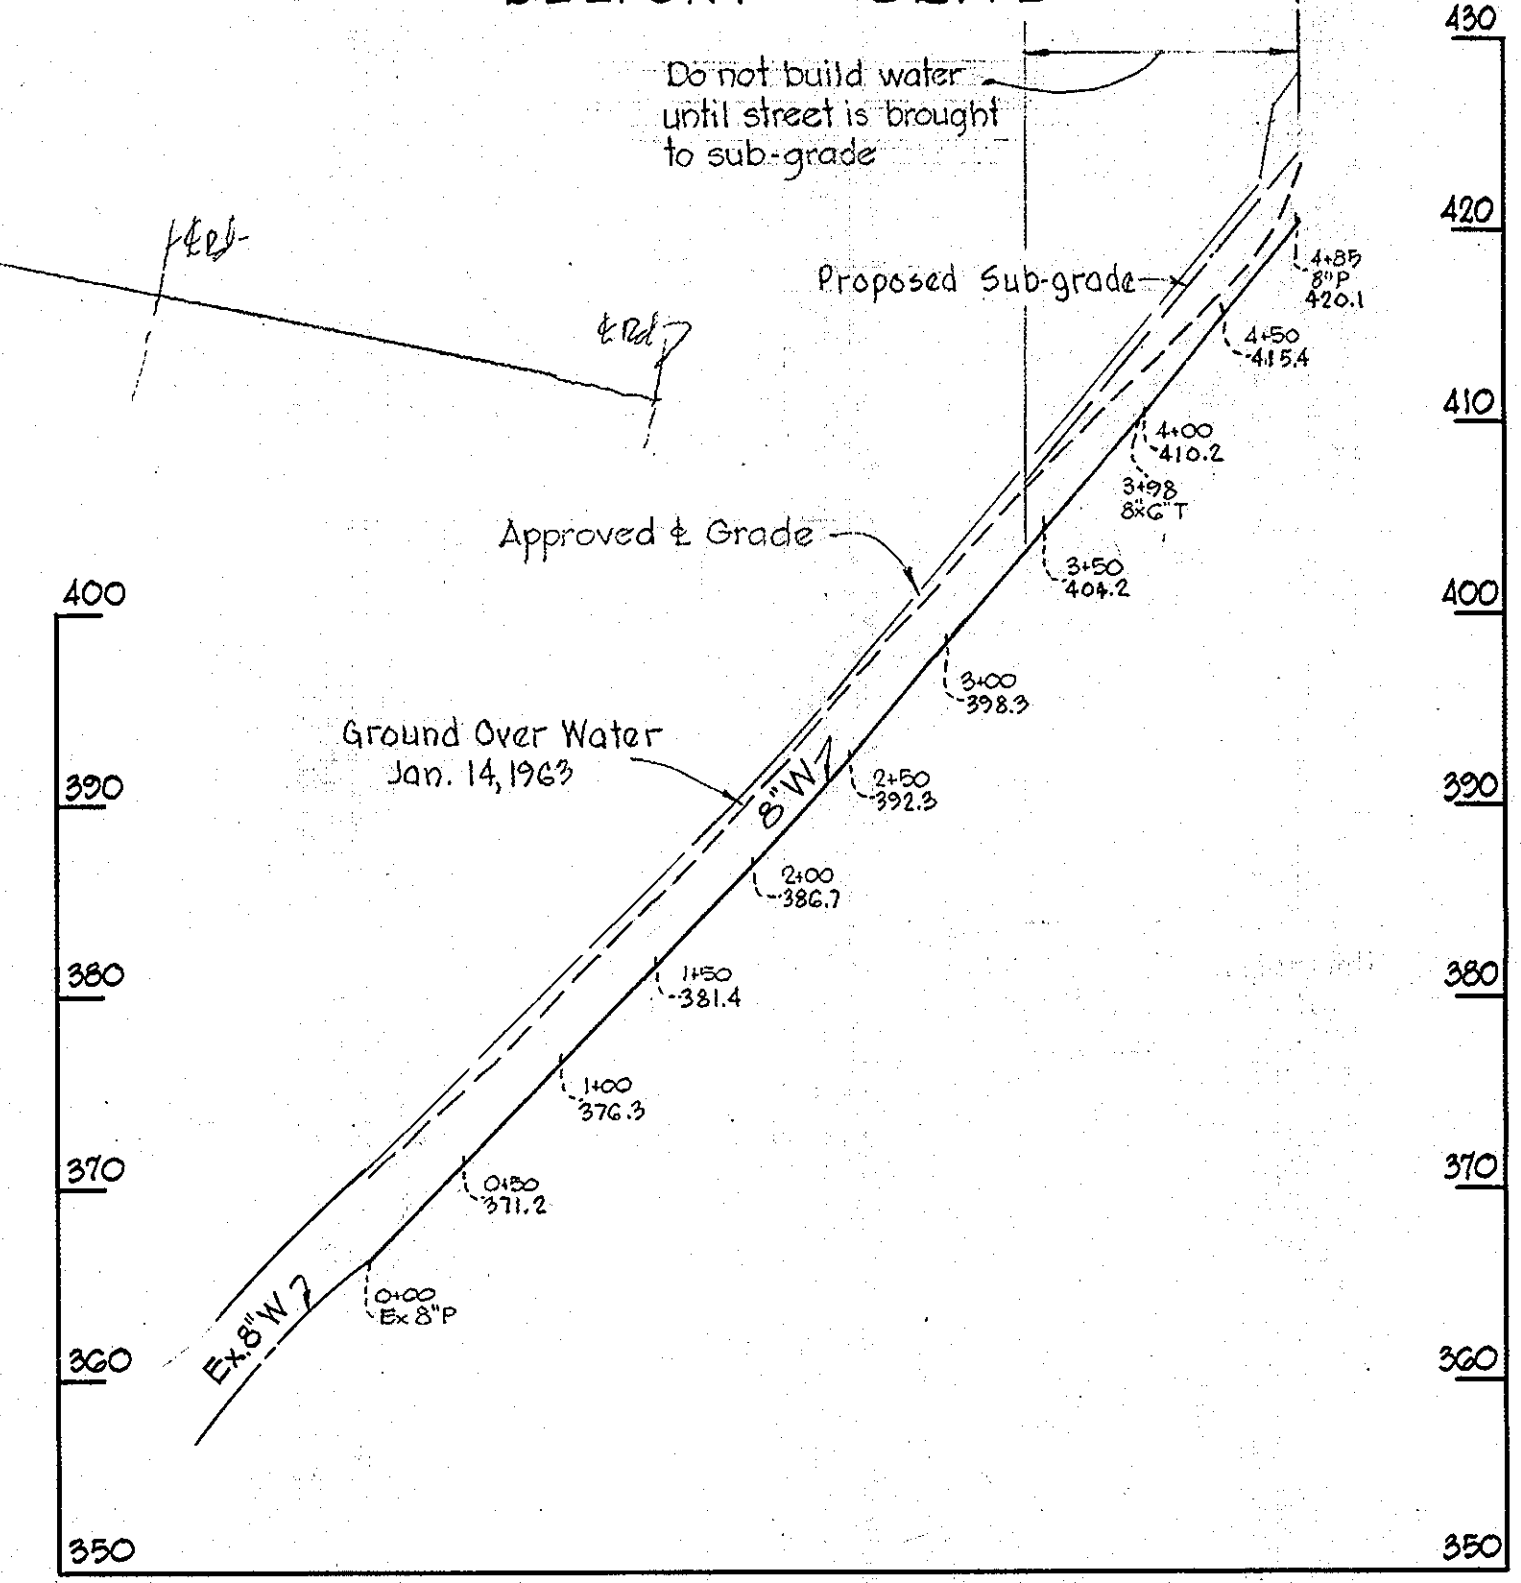 430
Do not build water
until street is brought
to sub-grade
420
℄ Rd
℄ Rd
Proposed Sub-grade
4+85
8"P
420.1
4+50
415.4
410
4+00
410.2
3+98
8"x6"T
Approved ℄ Grade
3+50
404.2
400
400
3+00
398.3
Ground Over Water
Jan. 14, 1963
8"W
2+50
392.3
390
390
2+00
386.7
1+50
381.4
380
380
1+00
376.3
0+50
371.2
370
370
0+00
Ex 8"P
Ex. 8"W
360
360
350
350